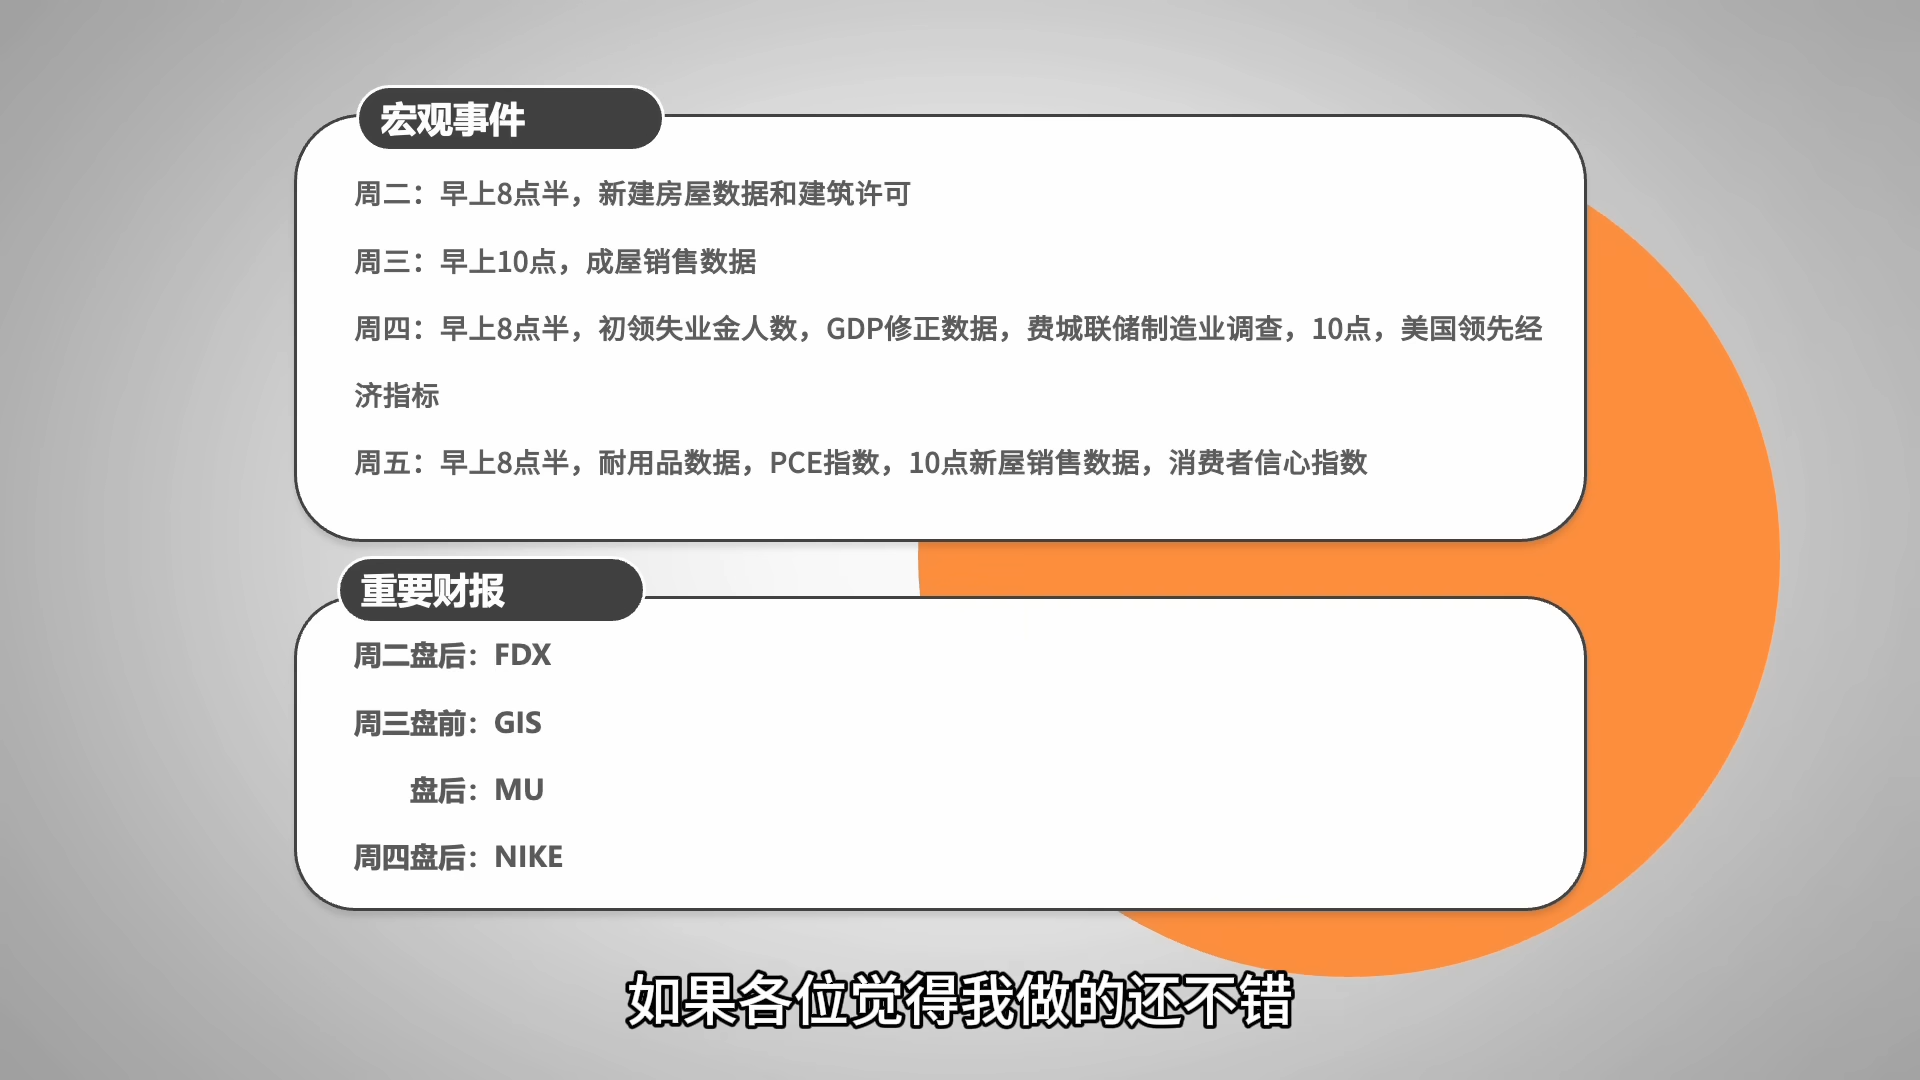 宏观事件
周二：早上8点半，新建房屋数据和建筑许可
周三：早上10点，成屋销售数据
周四：早上8点半，初领失业金人数，GDP修正数据，费城联储制造业调查，10点，美国领先经
济指标
周五：早上8点半，耐用品数据，PCE指数，10点新屋销售数据，消费者信心指数
重要财报
周二盘后：FDX
周三盘前：GIS
盘后：MU
周四盘后：NIKE
如果各位觉得我做的还不错